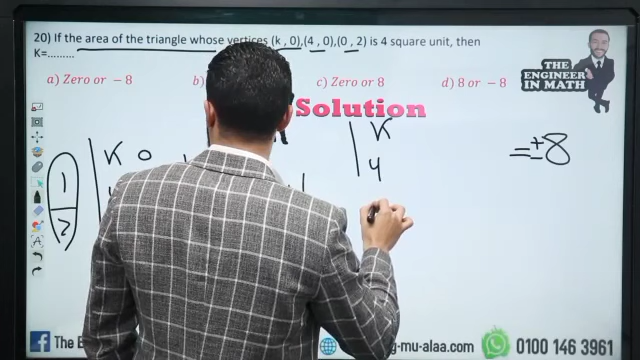 20) If the area of the triangle whose vertices (k , 0),(4 , 0),(0 , 2) is 4 square unit, then
K=.........
a) Zero or − 8
b)
c) Zero or 8
d) 8 or − 8
THE
ENGINEER
IN MATH
Solution
1
2
K 0
K
4
=±8
The E
g-mu-alaa.com
0100 146 3961